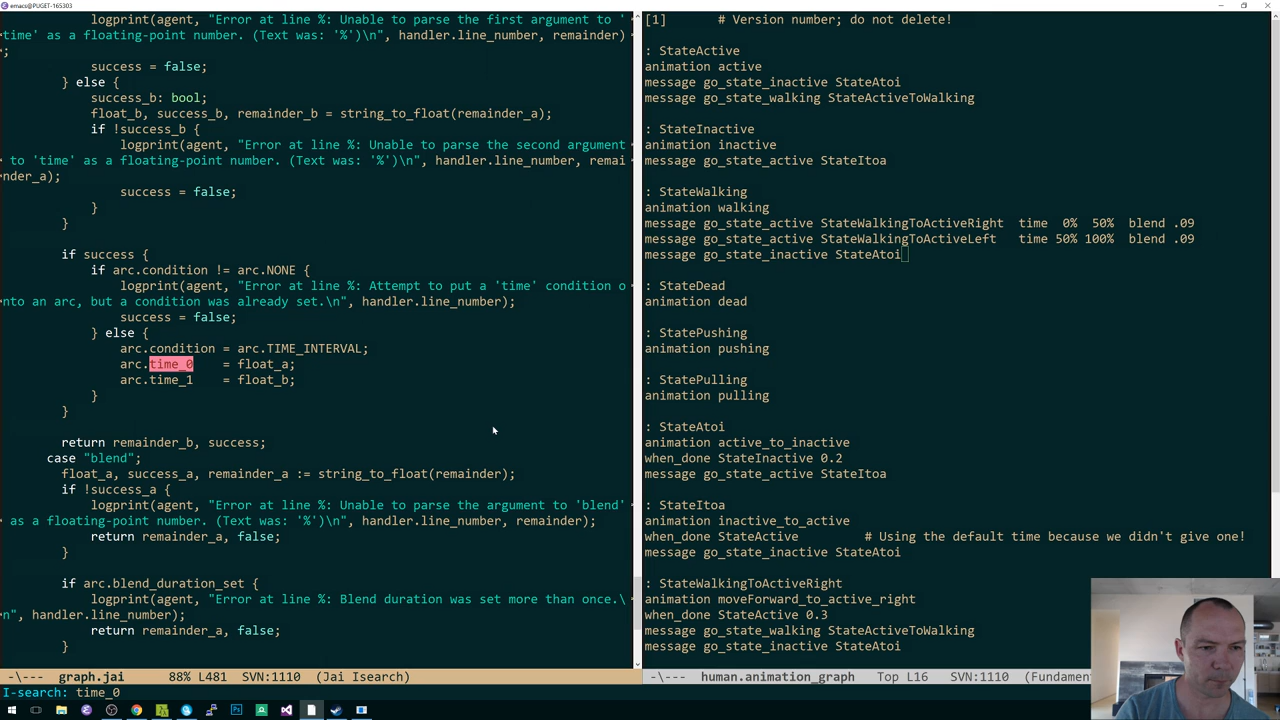 emacs@PUGET-165303
logprint(agent, "Error at line %: Unable to parse the first argument to '
time' as a floating-point number. (Text was: '%')\n", handler.line_number, remainder)
;
success = false;
} else {
success_b: bool;
float_b, success_b, remainder_b = string_to_float(remainder_a);
if !success_b {
logprint(agent, "Error at line %: Unable to parse the second argument
to 'time' as a floating-point number. (Text was: '%')\n", handler.line_number, remai
nder_a);
success = false;
}
}
if success {
if arc.condition != arc.NONE {
logprint(agent, "Error at line %: Attempt to put a 'time' condition o
nto an arc, but a condition was already set.\n", handler.line_number);
success = false;
} else {
arc.condition = arc.TIME_INTERVAL;
arc.time_0    = float_a;
arc.time_1    = float_b;
}
}
return remainder_b, success;
case "blend";
float_a, success_a, remainder_a := string_to_float(remainder);
if !success_a {
logprint(agent, "Error at line %: Unable to parse the argument to 'blend'
as a floating-point number. (Text was: '%')\n", handler.line_number, remainder);
return remainder_a, false;
}
if arc.blend_duration_set {
logprint(agent, "Error at line %: Blend duration was set more than once.\
n", handler.line_number);
return remainder_a, false;
}
-\---  graph.jai      88% L481   SVN:1110  (Jai Isearch)
I-search: time_0
[1]       # Version number; do not delete!
: StateActive
animation active
message go_state_inactive StateAtoi
message go_state_walking StateActiveToWalking
: StateInactive
animation inactive
message go_state_active StateItoa
: StateWalking
animation walking
message go_state_active StateWalkingToActiveRight  time  0%  50%  blend .09
message go_state_active StateWalkingToActiveLeft   time 50% 100%  blend .09
message go_state_inactive StateAtoi
: StateDead
animation dead
: StatePushing
animation pushing
: StatePulling
animation pulling
: StateAtoi
animation active_to_inactive
when_done StateInactive 0.2
message go_state_active StateItoa
: StateItoa
animation inactive_to_active
when_done StateActive         # Using the default time because we didn't give one!
message go_state_inactive StateAtoi
: StateWalkingToActiveRight
animation moveForward_to_active_right
when_done StateActive 0.3
message go_state_walking StateActiveToWalking
message go_state_inactive StateAtoi
-\---  human.animation_graph   Top L16   SVN:1110  (Fundam